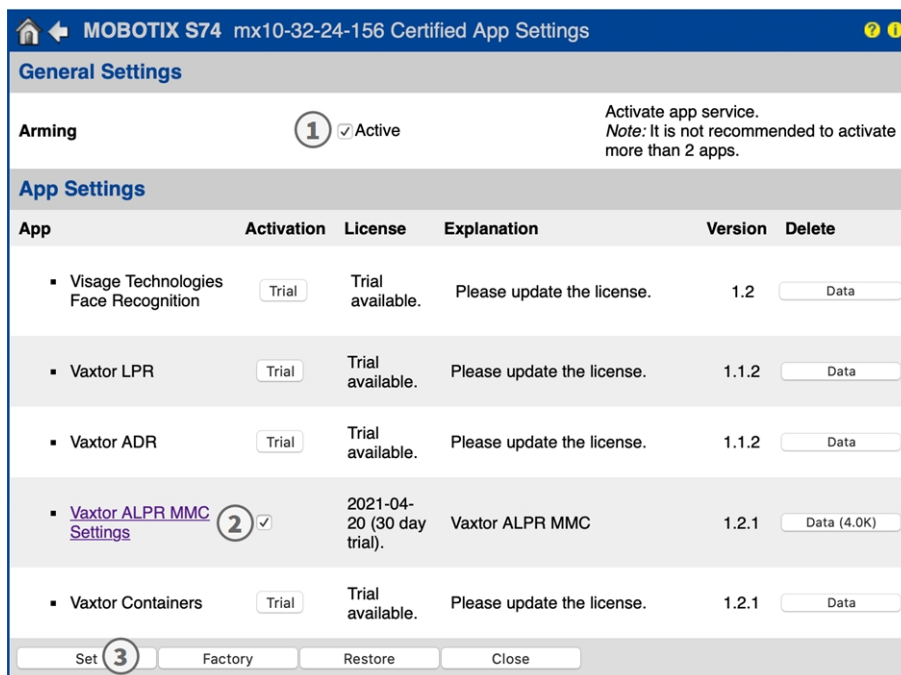 MOBOTIX S74 mx10-32-24-156 Certified App Settings ? i
General Settings
Arming 1 Active Activate app service.
Note: It is not recommended to activate
more than 2 apps.
App Settings
App Activation License Explanation Version Delete
Visage Technologies
Face Recognition Trial Trial
available. Please update the license. 1.2 Data
Vaxtor LPR Trial Trial
available. Please update the license. 1.1.2 Data
Vaxtor ADR Trial Trial
available. Please update the license. 1.1.2 Data
Vaxtor ALPR MMC
Settings 2 2021-04-
20 (30 day
trial). Vaxtor ALPR MMC 1.2.1 Data (4.0K)
Vaxtor Containers Trial Trial
available. Please update the license. 1.2.1 Data
Set 3 Factory Restore Close